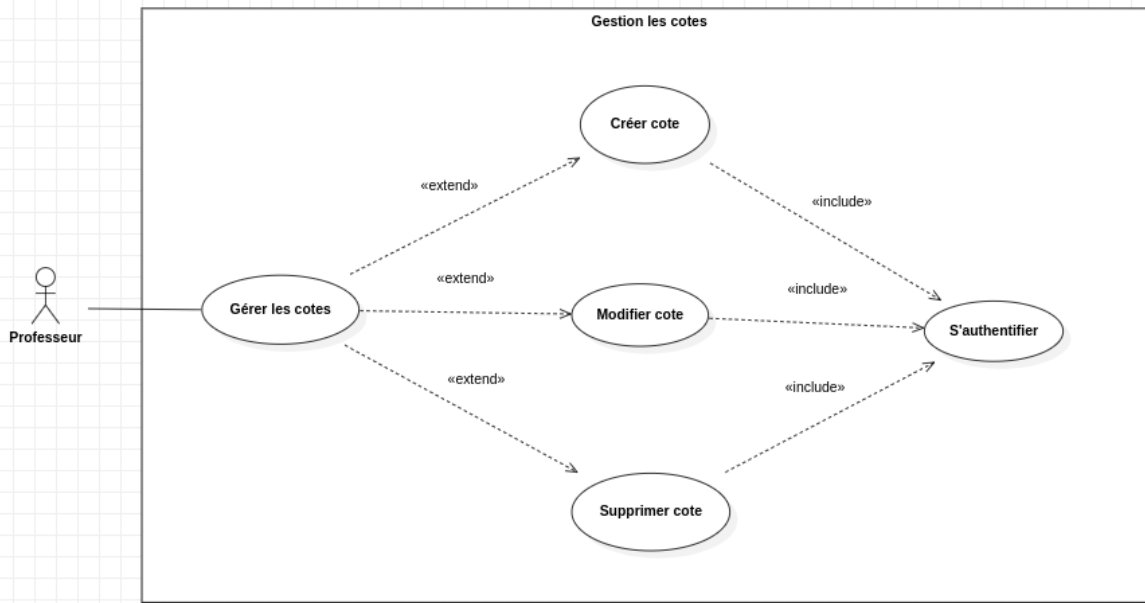 Gestion les cotes
Créer cote
«extend»
«include»
«extend»
«include»
Gérer les cotes
Modifier cote
S'authentifier
Professeur
«extend»
«include»
Supprimer cote